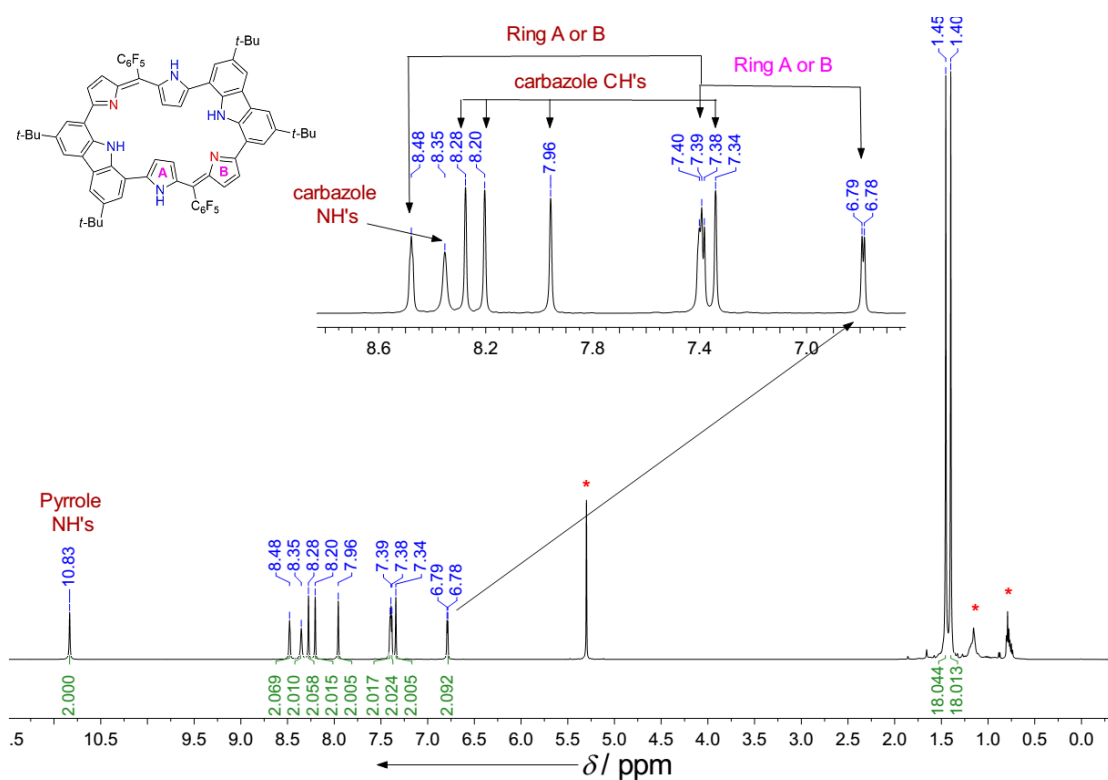 t-Bu
C6F5
NH
N
HN
t-Bu
t-Bu
NH
N
A
B
N
H
C6F5
t-Bu
Ring A or B
Ring A or B
carbazole CH's
carbazole
NH's
8.48
8.35
8.28
8.20
7.96
7.40
7.39
7.38
7.34
6.79
6.78
8.6 8.2 7.8 7.4 7.0
1.45
1.40
Pyrrole
NH's
10.83
8.48
8.35
8.28
8.20
7.96
7.39
7.38
7.34
6.79
6.78
*
*
*
2.000
2.069
2.010
2.058
2.015
2.005
2.017
2.024
2.005
2.092
18.044
18.013
.5 10.5 9.0 8.5 8.0 7.5 7.0 6.5 6.0 5.5 5.0 4.5 4.0 3.5 3.0 2.5 2.0 1.5 1.0 0.5 0.0
δ / ppm